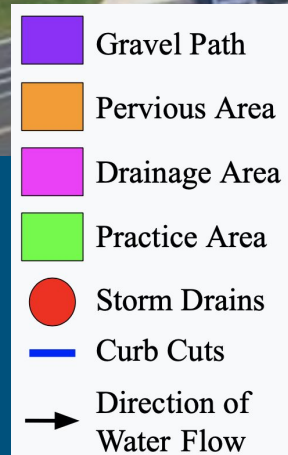 Gravel Path
Pervious Area
Drainage Area
Practice Area
Storm Drains
Curb Cuts
Direction of
Water Flow